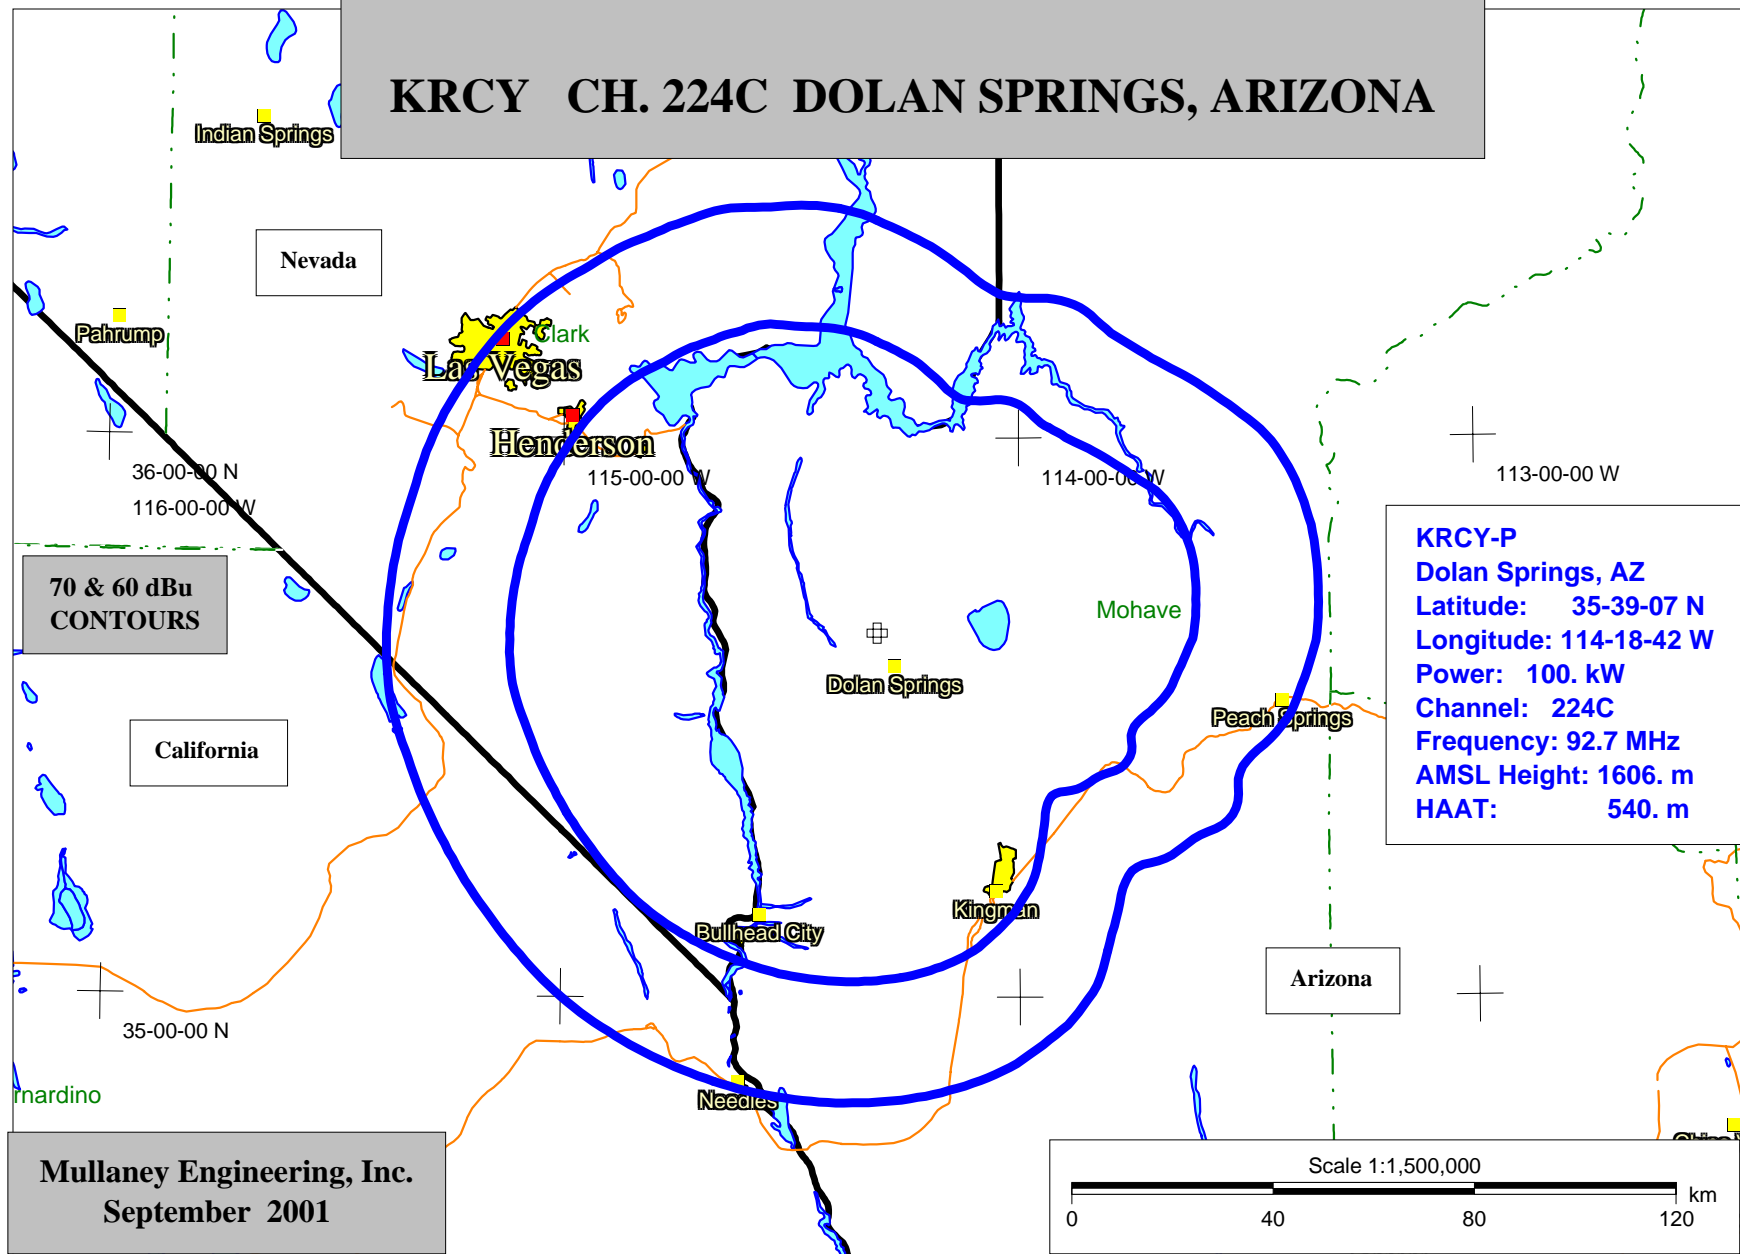 KRCY CH. 224C DOLAN SPRINGS, ARIZONA
Indian Springs
Nevada
Pahrump
Clark
Las Vegas
Henderson
36-00-00 N
116-00-00 W
115-00-00 W
114-00-00 W
113-00-00 W
70 & 60 dBu
CONTOURS
KRCY-P
Dolan Springs, AZ
Latitude: 35-39-07 N
Longitude: 114-18-42 W
Power: 100. kW
Channel: 224C
Frequency: 92.7 MHz
AMSL Height: 1606. m
HAAT: 540. m
Mohave
Dolan Springs
Peach Springs
California
Kingman
Bullhead City
Arizona
35-00-00 N
rnardino
Needles
Mullaney Engineering, Inc.
September 2001
Scale 1:1,500,000
km
0 40 80 120